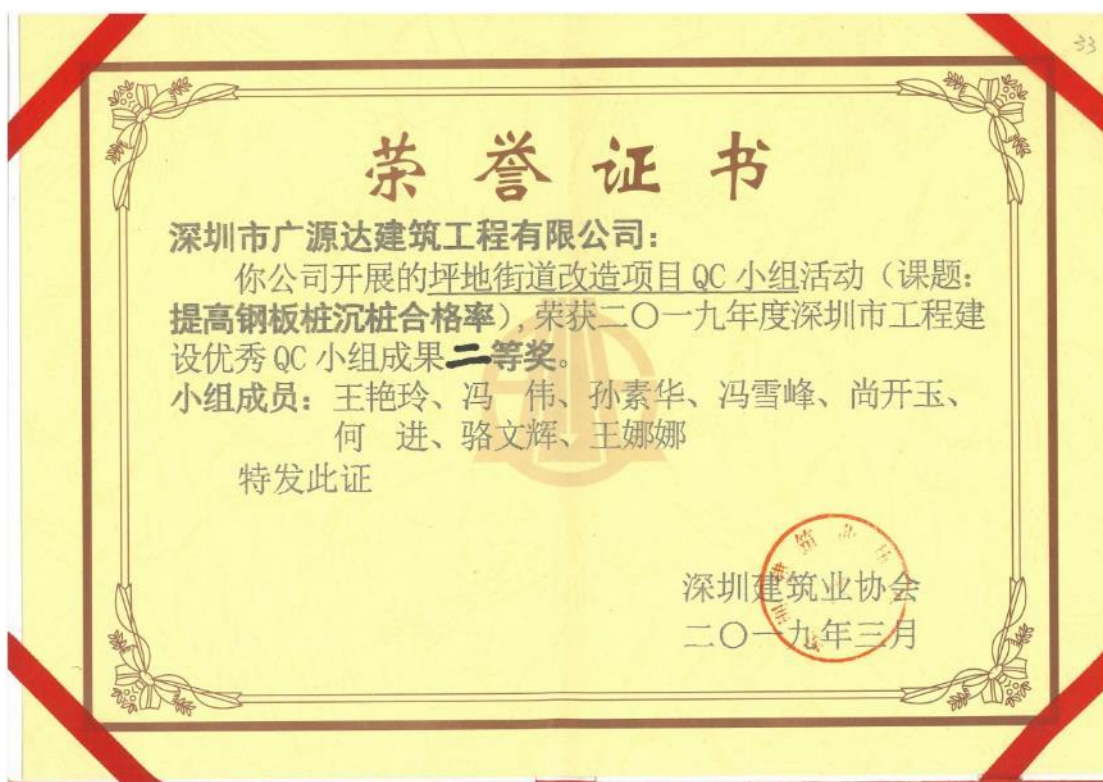 33
荣誉证书
深圳市广源达建筑工程有限公司：
你公司开展的坪地街道改造项目QC小组活动（课题：
提高钢板桩沉桩合格率），荣获二〇一九年度深圳市工程建
设优秀QC小组成果二等奖。
小组成员：王艳玲、冯　伟、孙素华、冯雪峰、尚开玉、
何　进、骆文辉、王娜娜
特发此证
深圳建筑业协会
二〇一九年三月